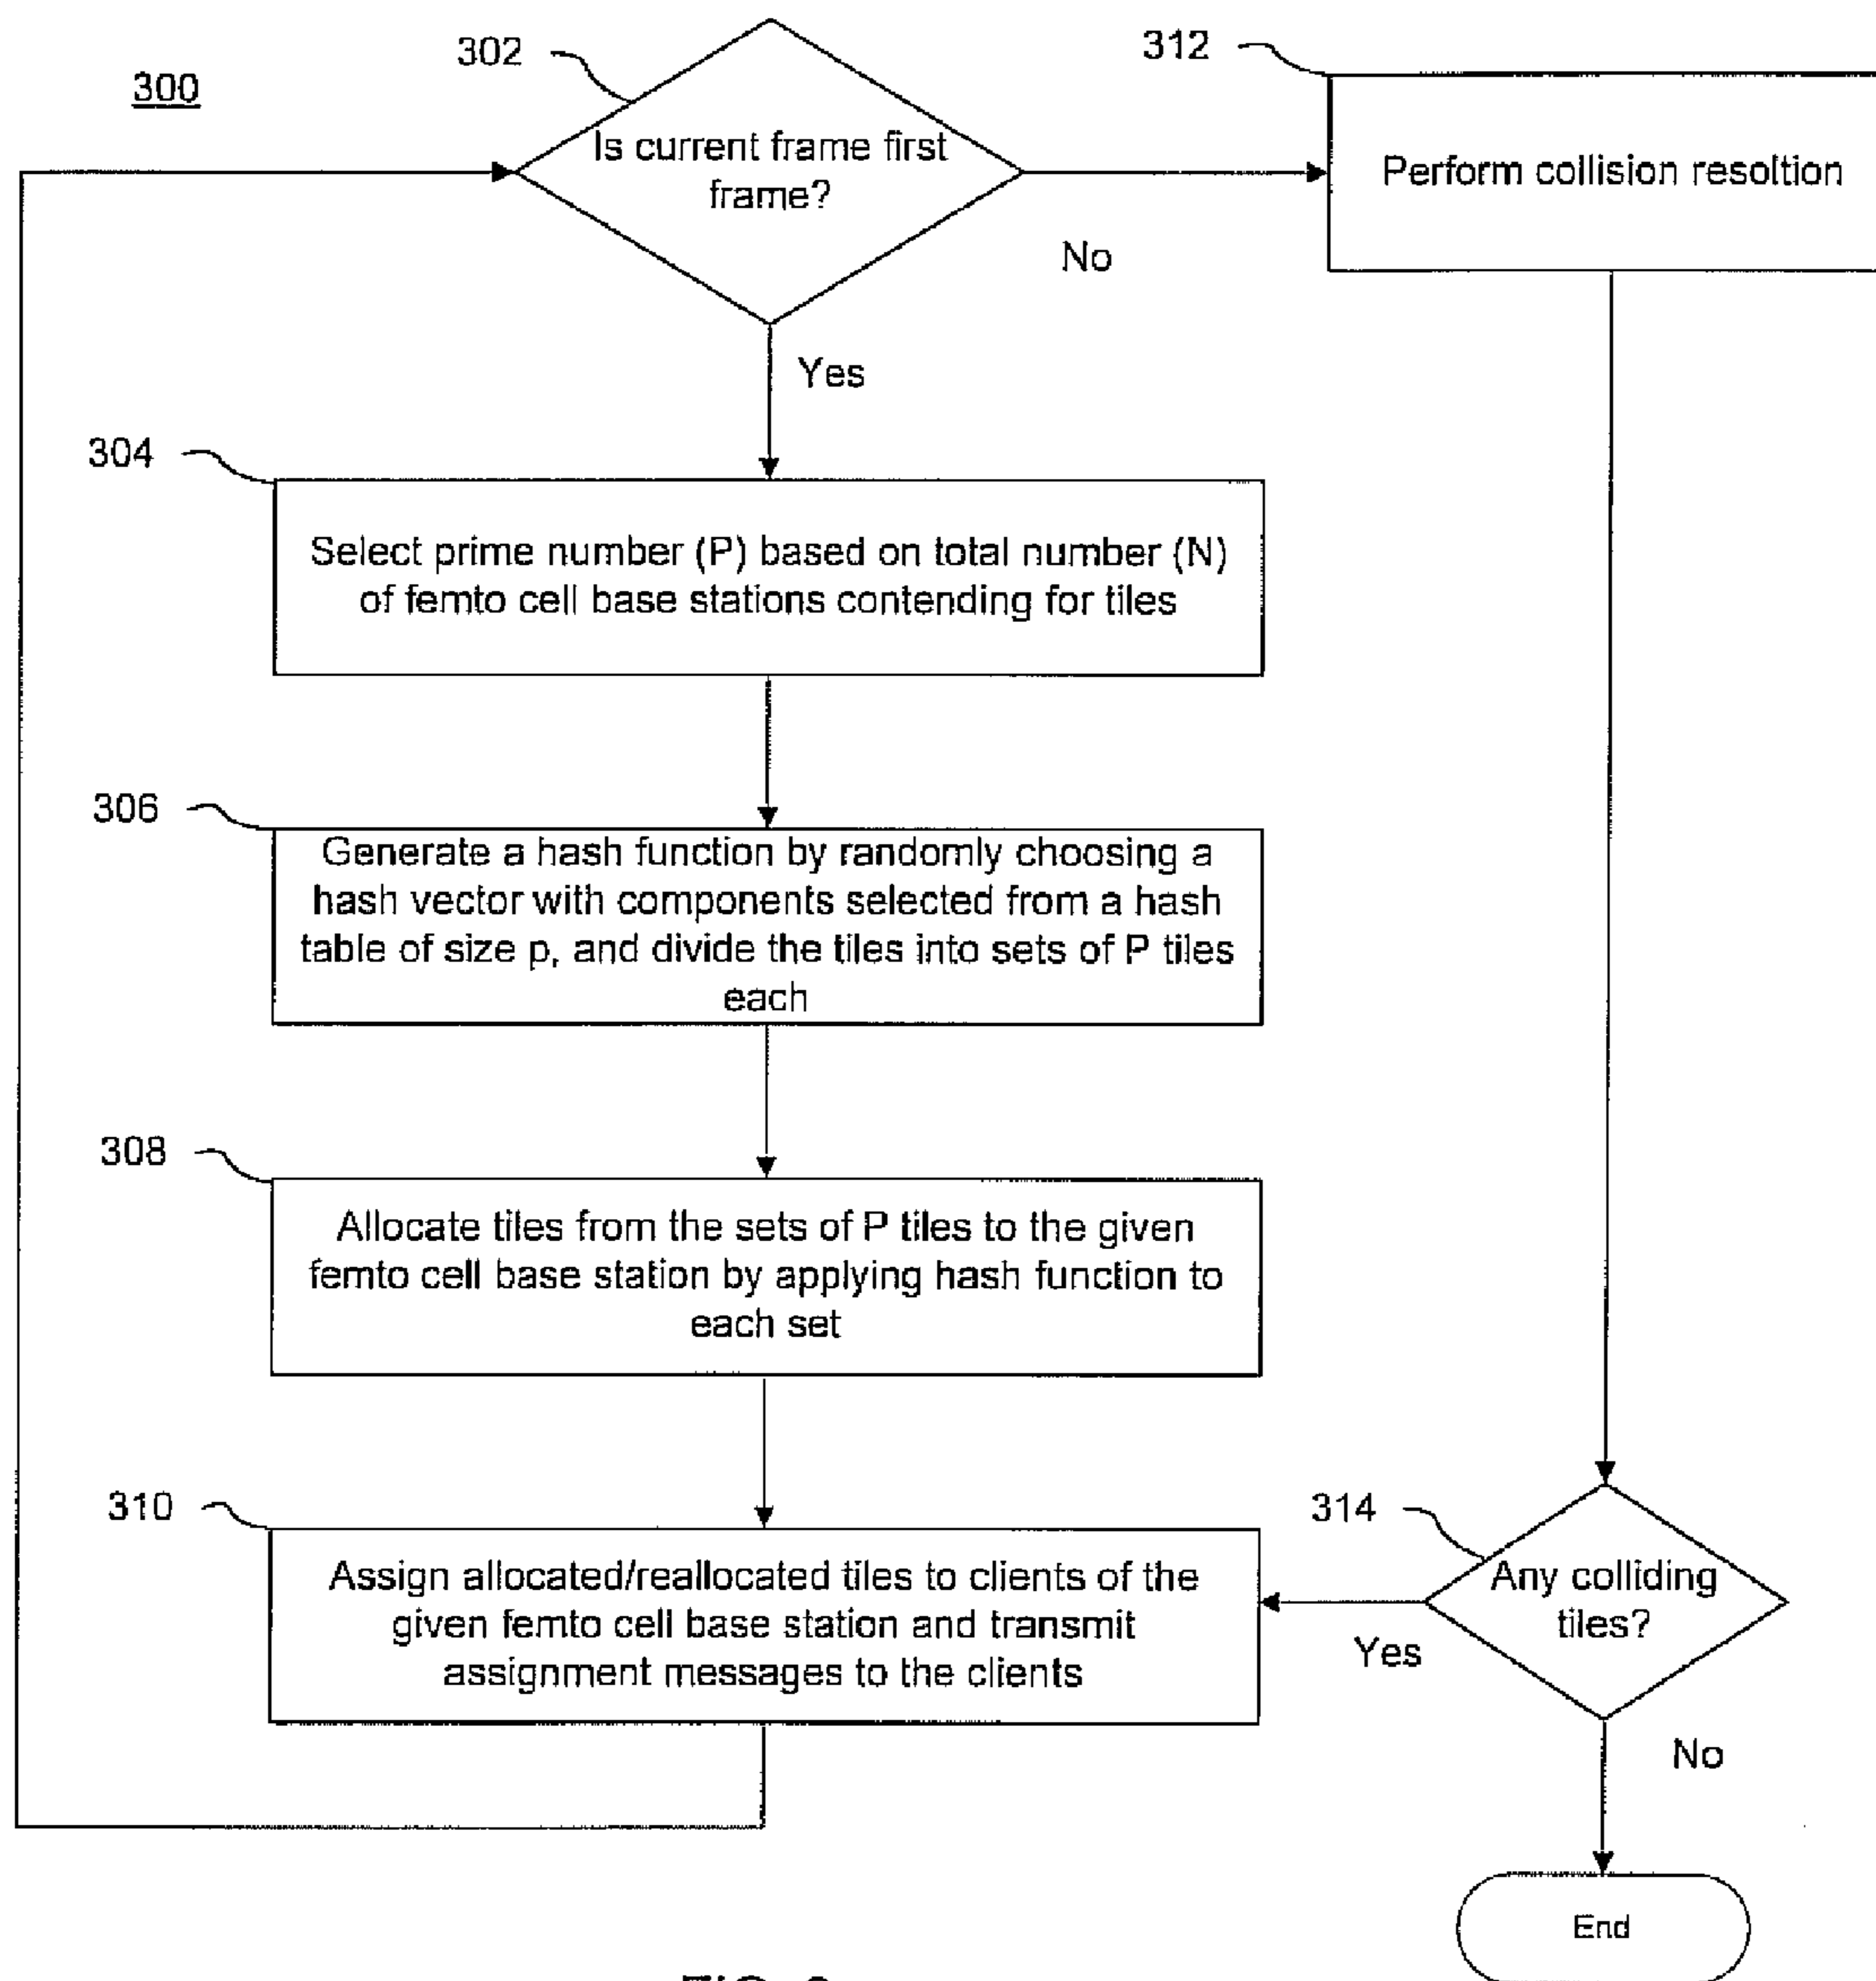 300
302
Is current frame first
frame?
No
Yes
312
Perform collision resoltion
304
Select prime number (P) based on total number (N)
of femto cell base stations contending for tiles
306
Generate a hash function by randomly choosing a
hash vector with components selected from a hash
table of size p, and divide the tiles into sets of P tiles
each
308
Allocate tiles from the sets of P tiles to the given
femto cell base station by applying hash function to
each set
310
Assign allocated/reallocated tiles to clients of the
given femto cell base station and transmit
assignment messages to the clients
314
Any colliding
tiles?
Yes
No
End